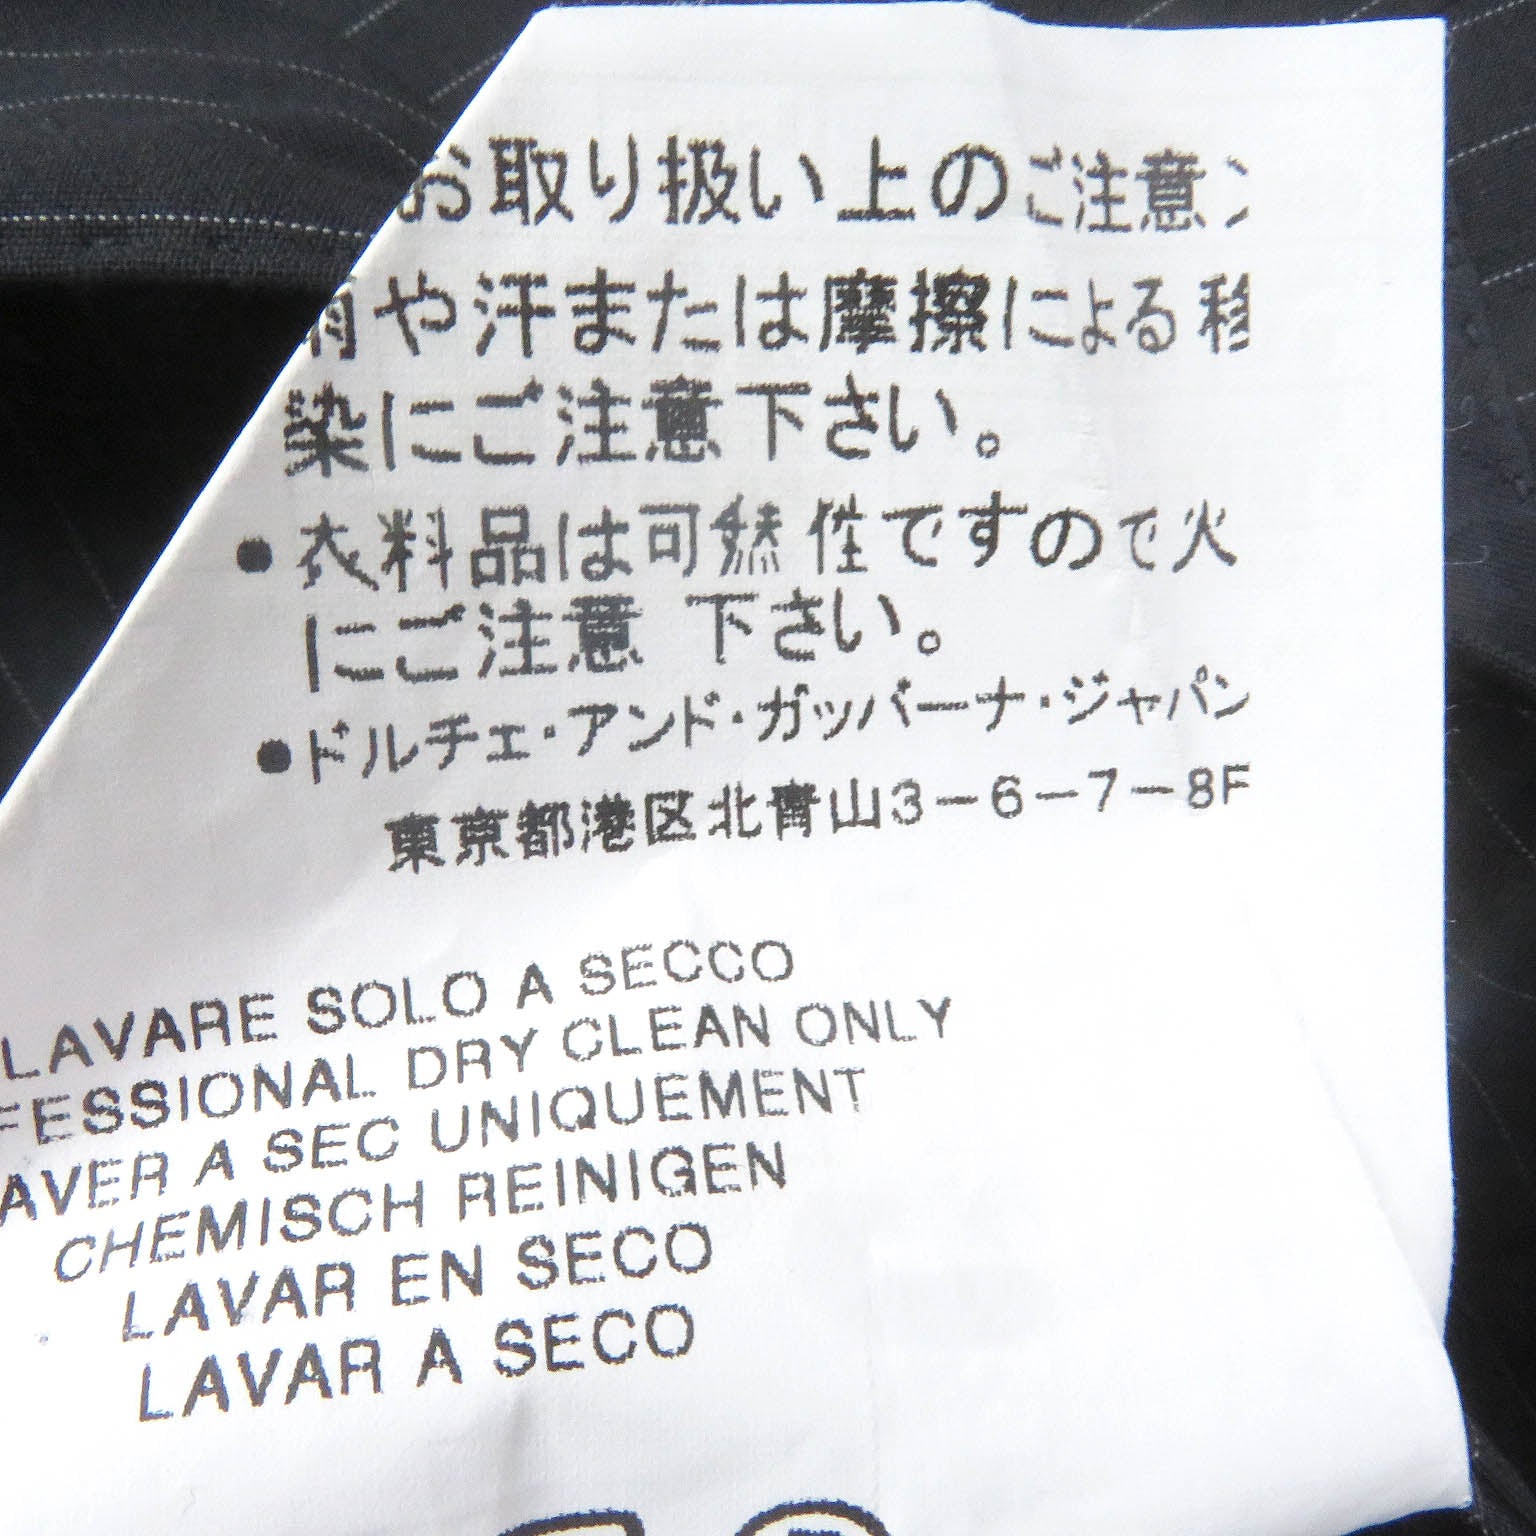 お取り扱い上のご注意
雨や汗または摩擦による移
染にご注意下さい。
●衣料品は可燃性ですので火
にご注意 下さい。
●ドルチェ・アンド・ガッバーナ・ジャパン
東京都港区北青山3-6-7-8F
LAVARE SOLO A SECCO
FESSIONAL DRY CLEAN ONLY
AVER A SEC UNIQUEMENT
CHEMISCH REINIGEN
LAVAR EN SECO
LAVAR A SECO